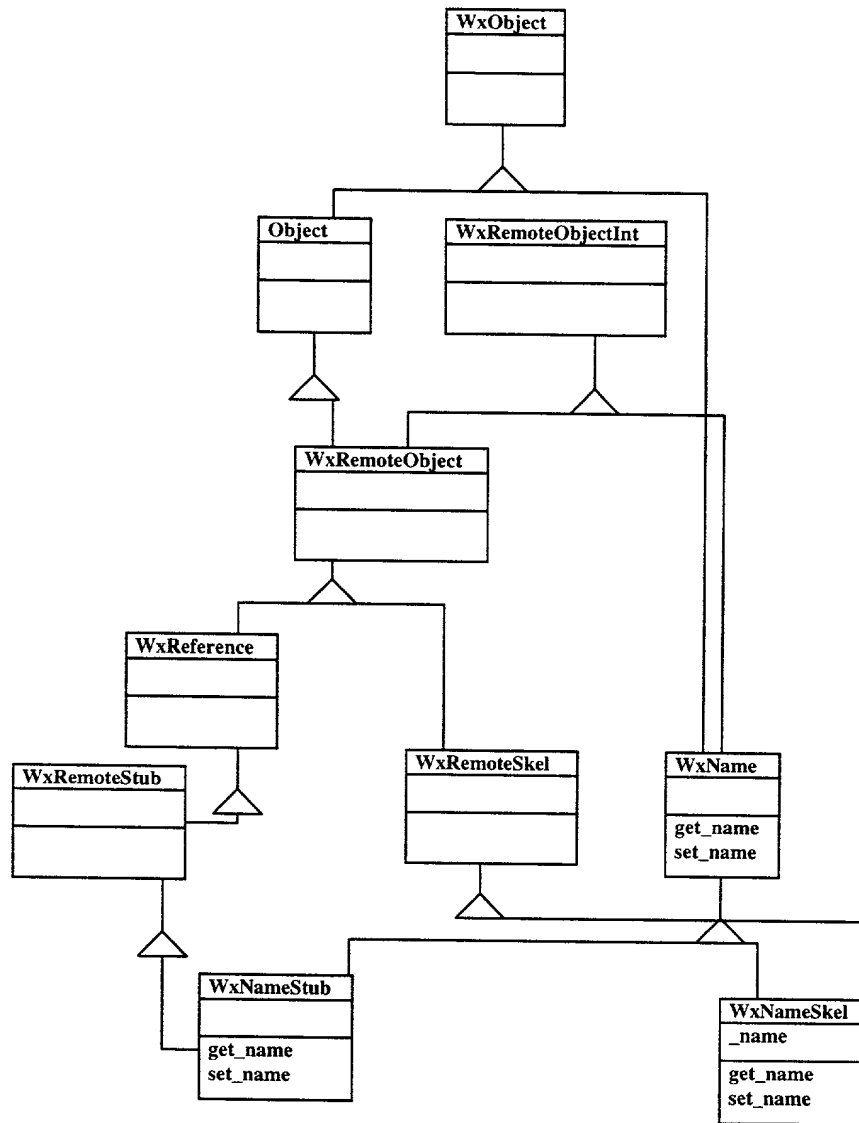 WxObject
Object
WxRemoteObjectInt
WxRemoteObject
WxReference
WxRemoteStub
WxRemoteSkel
WxName
get_name
set_name
WxNameStub
get_name
set_name
WxNameSkel
_name
get_name
set_name